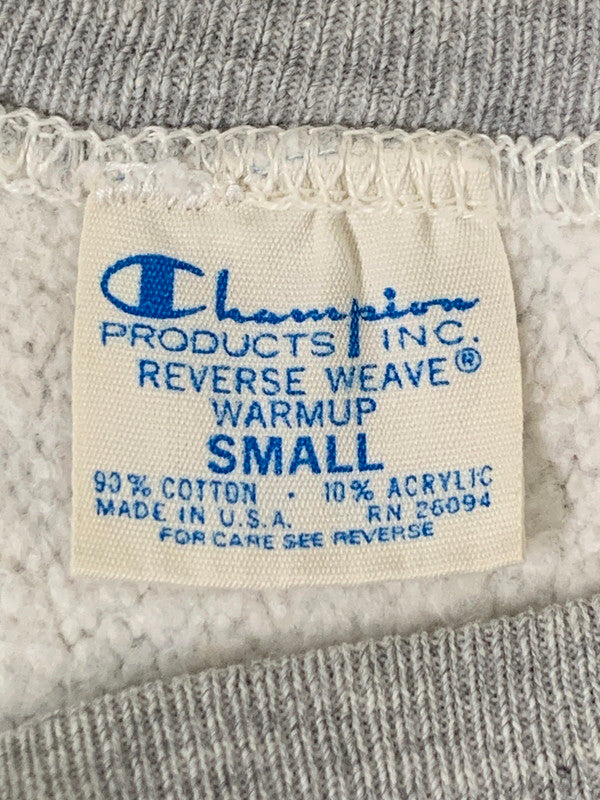 Champion
PRODUCTS INC.
REVERSE WEAVE®
WARMUP
SMALL
90% COTTON · 10% ACRYLIC
MADE IN U.S.A. RN 26094
FOR CARE SEE REVERSE